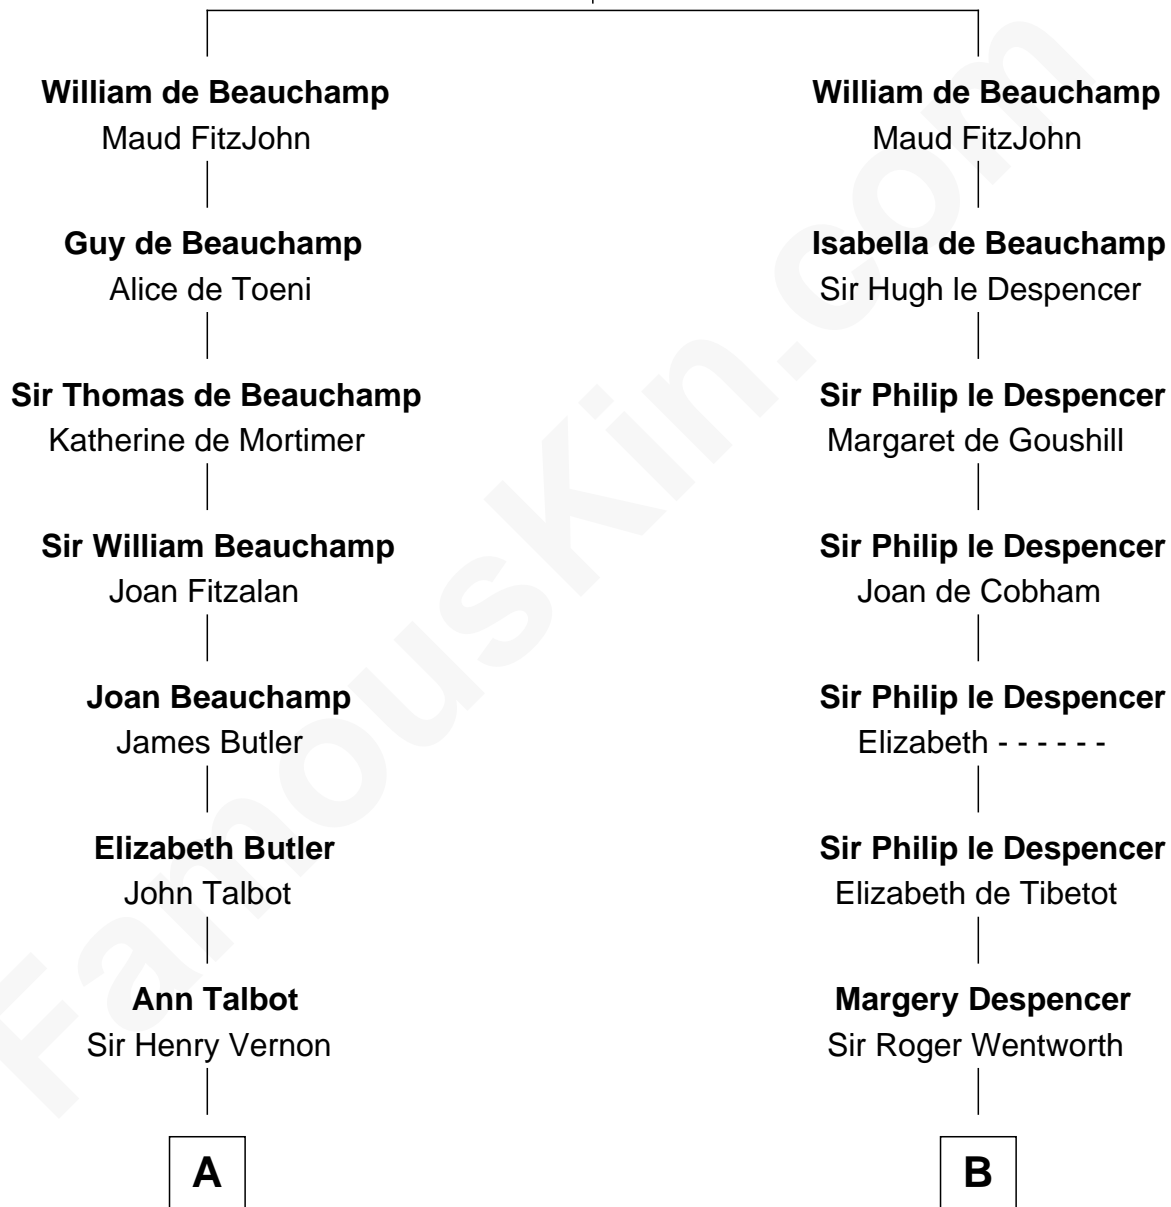 William de Beauchamp
Maud FitzJohn
Guy de Beauchamp
Alice de Toeni
Sir Thomas de Beauchamp
Katherine de Mortimer
Sir William Beauchamp
Joan Fitzalan
Joan Beauchamp
James Butler
Elizabeth Butler
John Talbot
Ann Talbot
Sir Henry Vernon
A
William de Beauchamp
Maud FitzJohn
Isabella de Beauchamp
Sir Hugh le Despencer
Sir Philip le Despencer
Margaret de Goushill
Sir Philip le Despencer
Joan de Cobham
Sir Philip le Despencer
Elizabeth - - - - - -
Sir Philip le Despencer
Elizabeth de Tibetot
Margery Despencer
Sir Roger Wentworth
B
FamousKin.com